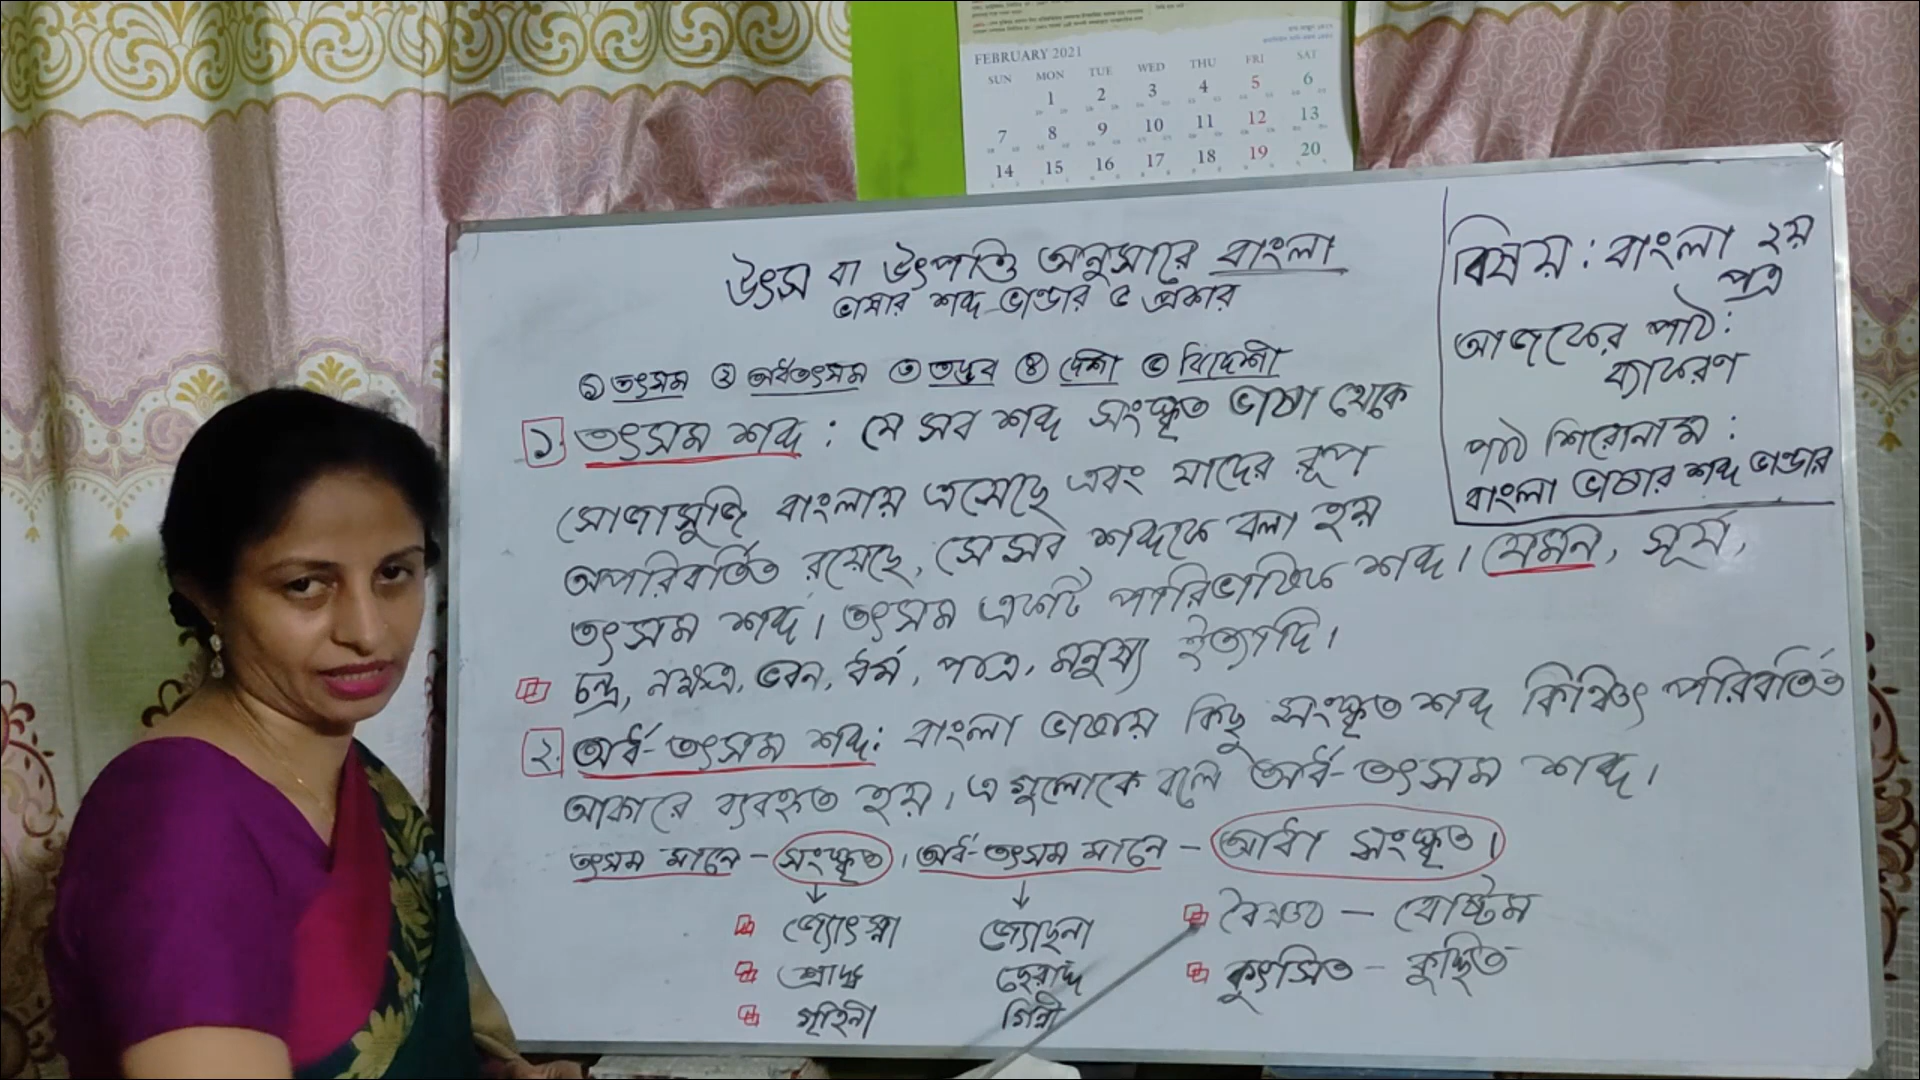 FEBRUARY 2021
SUN MON TUE WED THU FRI SAT
1 2 3 4 5 6
7 8 9 10 11 12 13
14 15 16 17 18 19 20
উৎস বা উৎপত্তি অনুসারে বাংলা
ভাষার শব্দ ভাণ্ডার ৫ প্রকার
১ তৎসম ২ অর্ধতৎসম ৩ তদ্ভব ৪ দেশী ৫ বিদেশী
১. তৎসম শব্দ : যে সব শব্দ সংস্কৃত ভাষা থেকে
সোজাসুজি বাংলায় এসেছে এবং যাদের রূপ
অপরিবর্তিত রয়েছে, সে সব শব্দকে বলা হয়
তৎসম শব্দ। তৎসম একটি পারিভাষিক শব্দ। যেমন, সূর্য,
চন্দ্র, নক্ষত্র, ভবন, ধর্ম, পত্র, মনুষ্য ইত্যাদি।
২. অর্ধ-তৎসম শব্দ: বাংলা ভাষায় কিছু সংস্কৃত শব্দ কিঞ্চিৎ পরিবর্তিত
আকারে ব্যবহৃত হয়। এগুলোকে বলে অর্ধ-তৎসম শব্দ।
তৎসম মানে - সংস্কৃত। অর্ধ-তৎসম মানে - আধা সংস্কৃত।
জ্যোৎস্না জ্যোছনা
শ্রাদ্ধ ছেরাদ্দ
গৃহিনী গিন্নী
বৈষ্ণব - বোষ্টম
কুৎসিত - কুচ্ছিত
বিষয় : বাংলা ২য়
পত্র
আজকের পাঠ :
ব্যাকরণ
পাঠ শিরোনাম :
বাংলা ভাষার শব্দ ভাণ্ডার